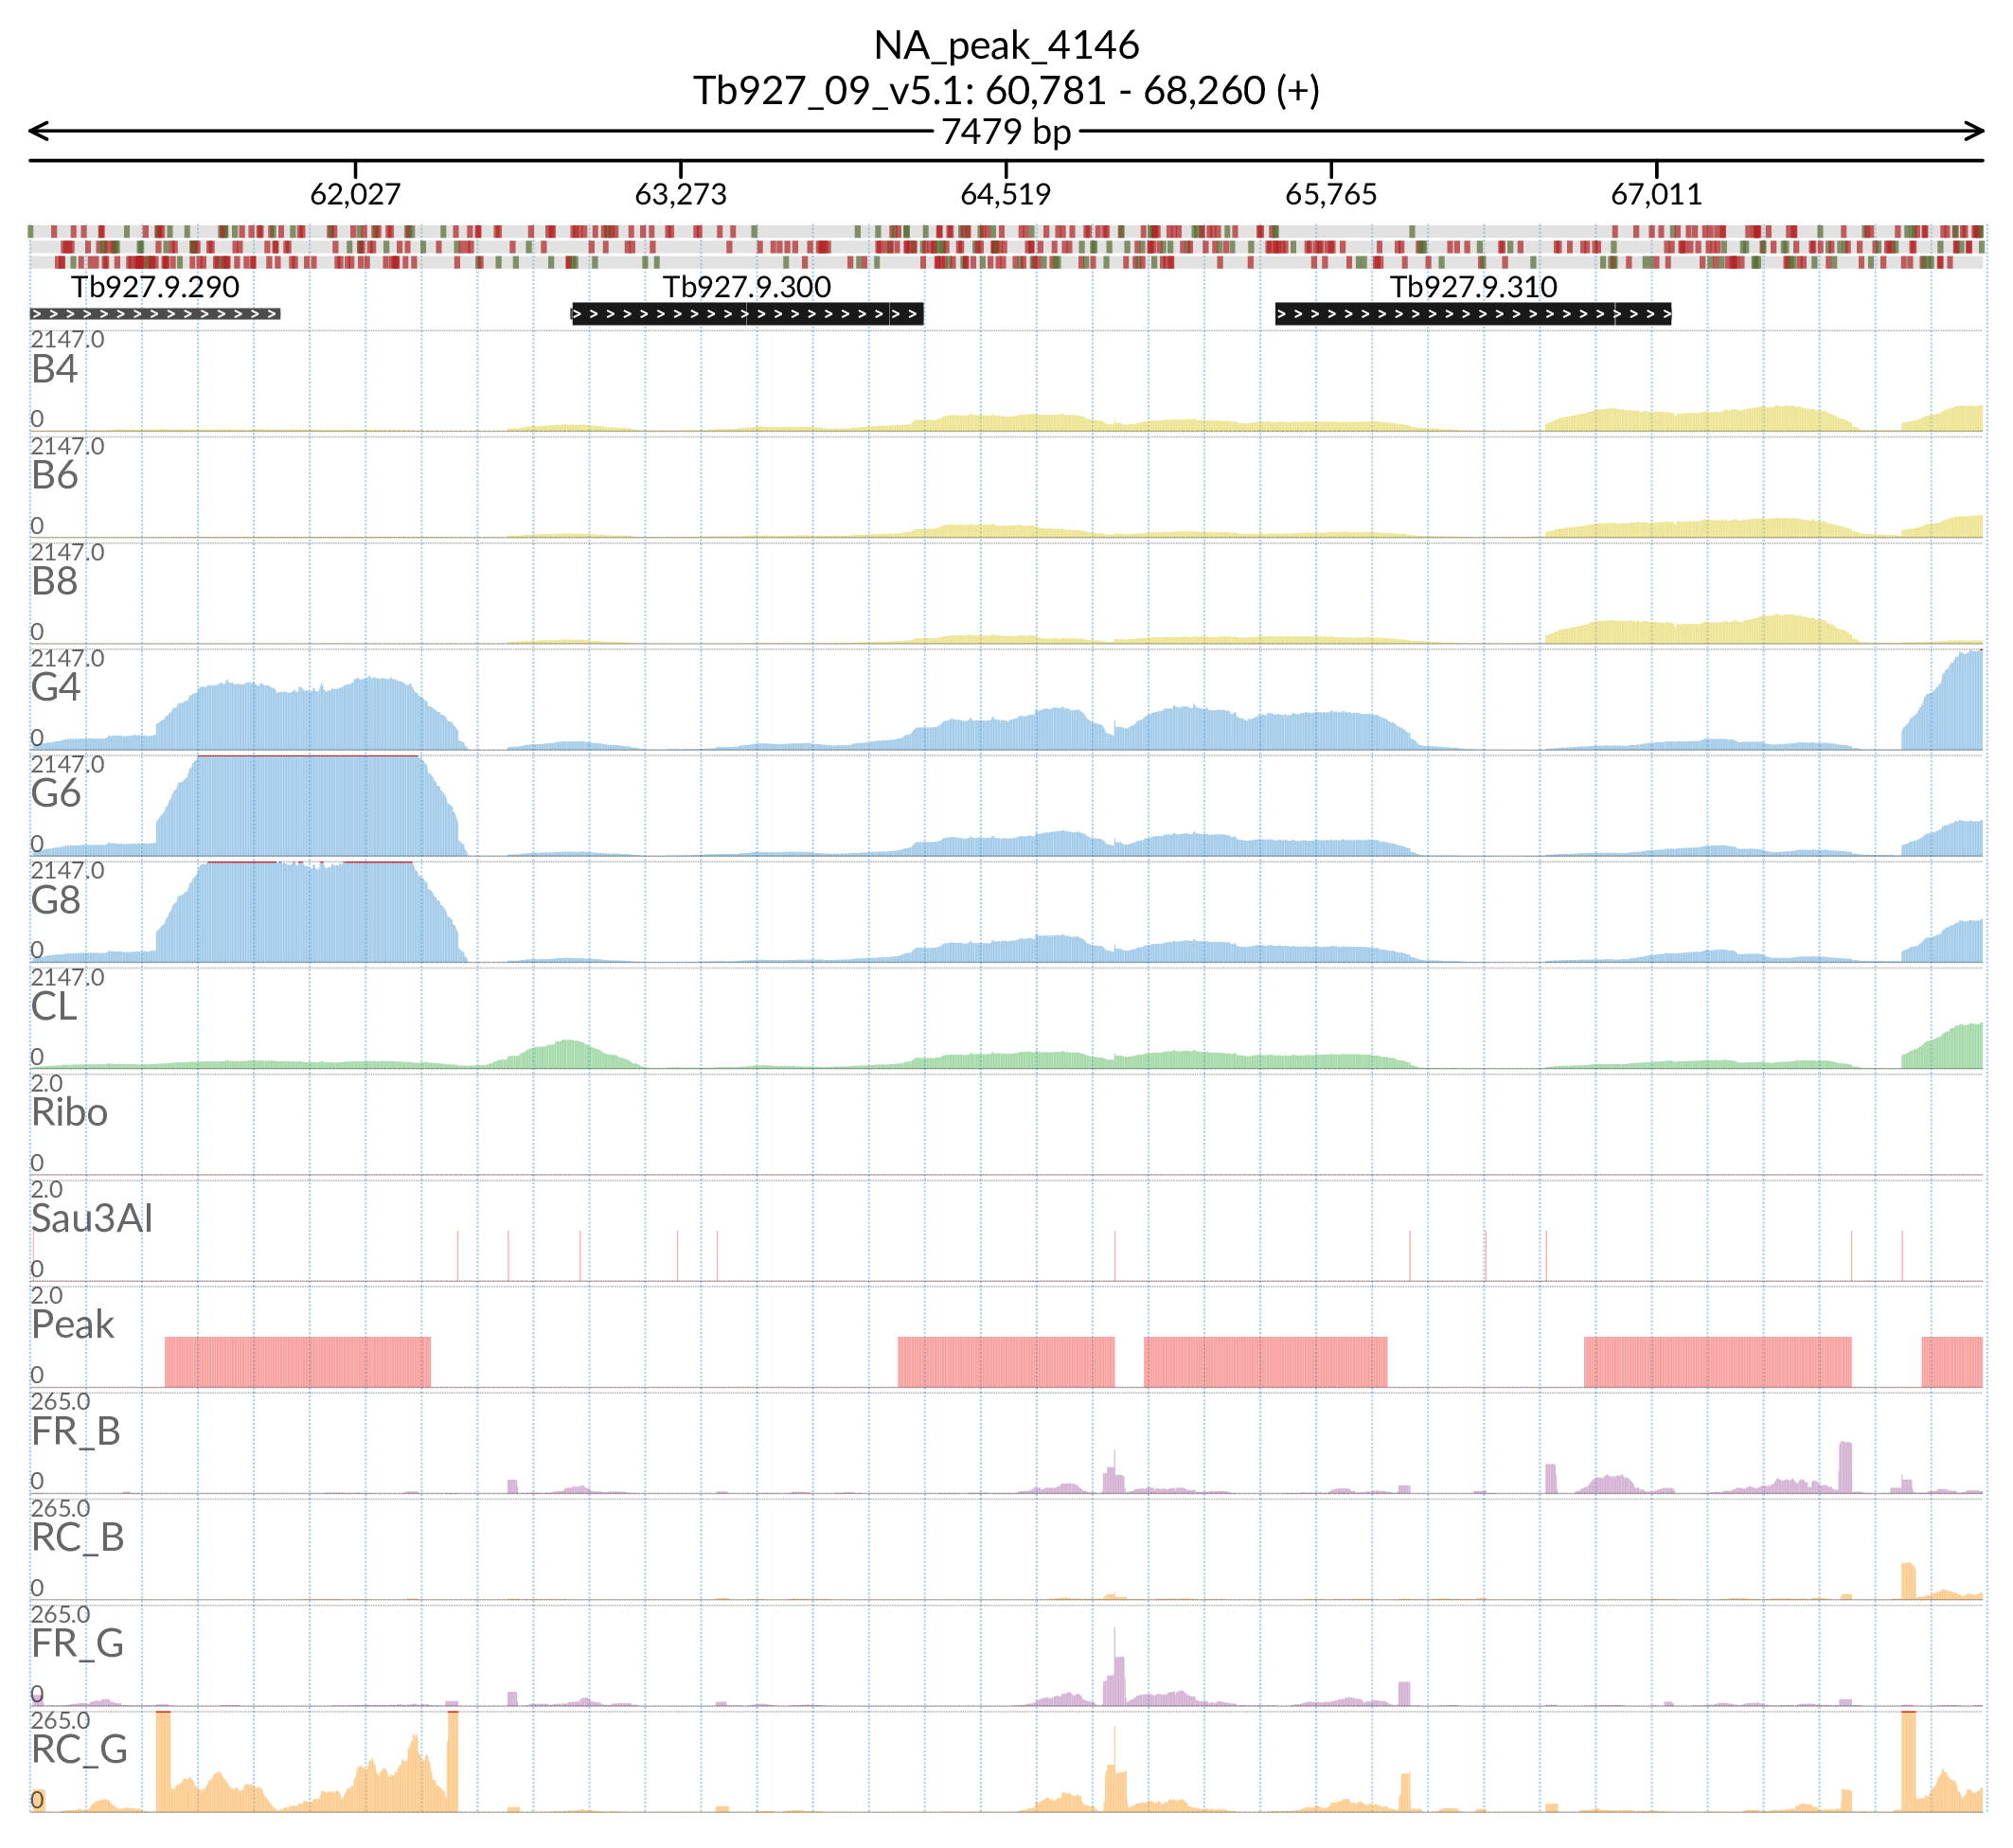 NA_peak_4146
Tb927_09_v5.1: 60,781 - 68,260 (+)
7479 bp
62,027 63,273 64,519 65,765 67,011
Tb927.9.290 Tb927.9.300 Tb927.9.310
2147.0
B4
0
2147.0
B6
0
2147.0
B8
0
2147.0
G4
0
2147.0
G6
0
2147.0
G8
0
2147.0
CL
0
2.0
Ribo
0
2.0
Sau3AI
0
2.0
Peak
0
265.0
FR_B
0
265.0
RC_B
0
265.0
FR_G
0
265.0
RC_G
0